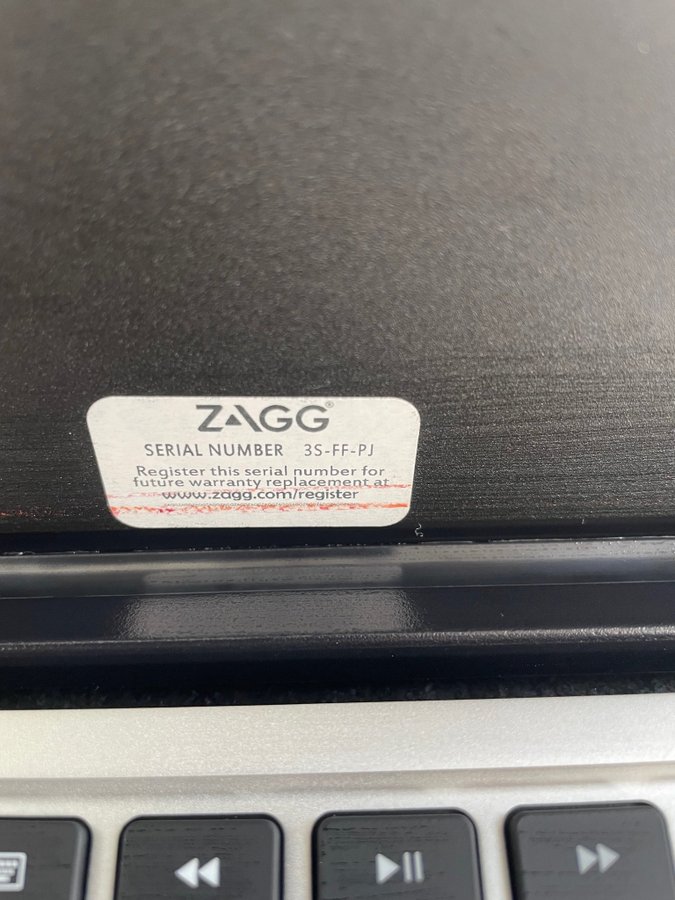 ZAGG®
SERIAL NUMBER 3S-FF-PJ
Register this serial number for
future warranty replacement at
www.zagg.com/register